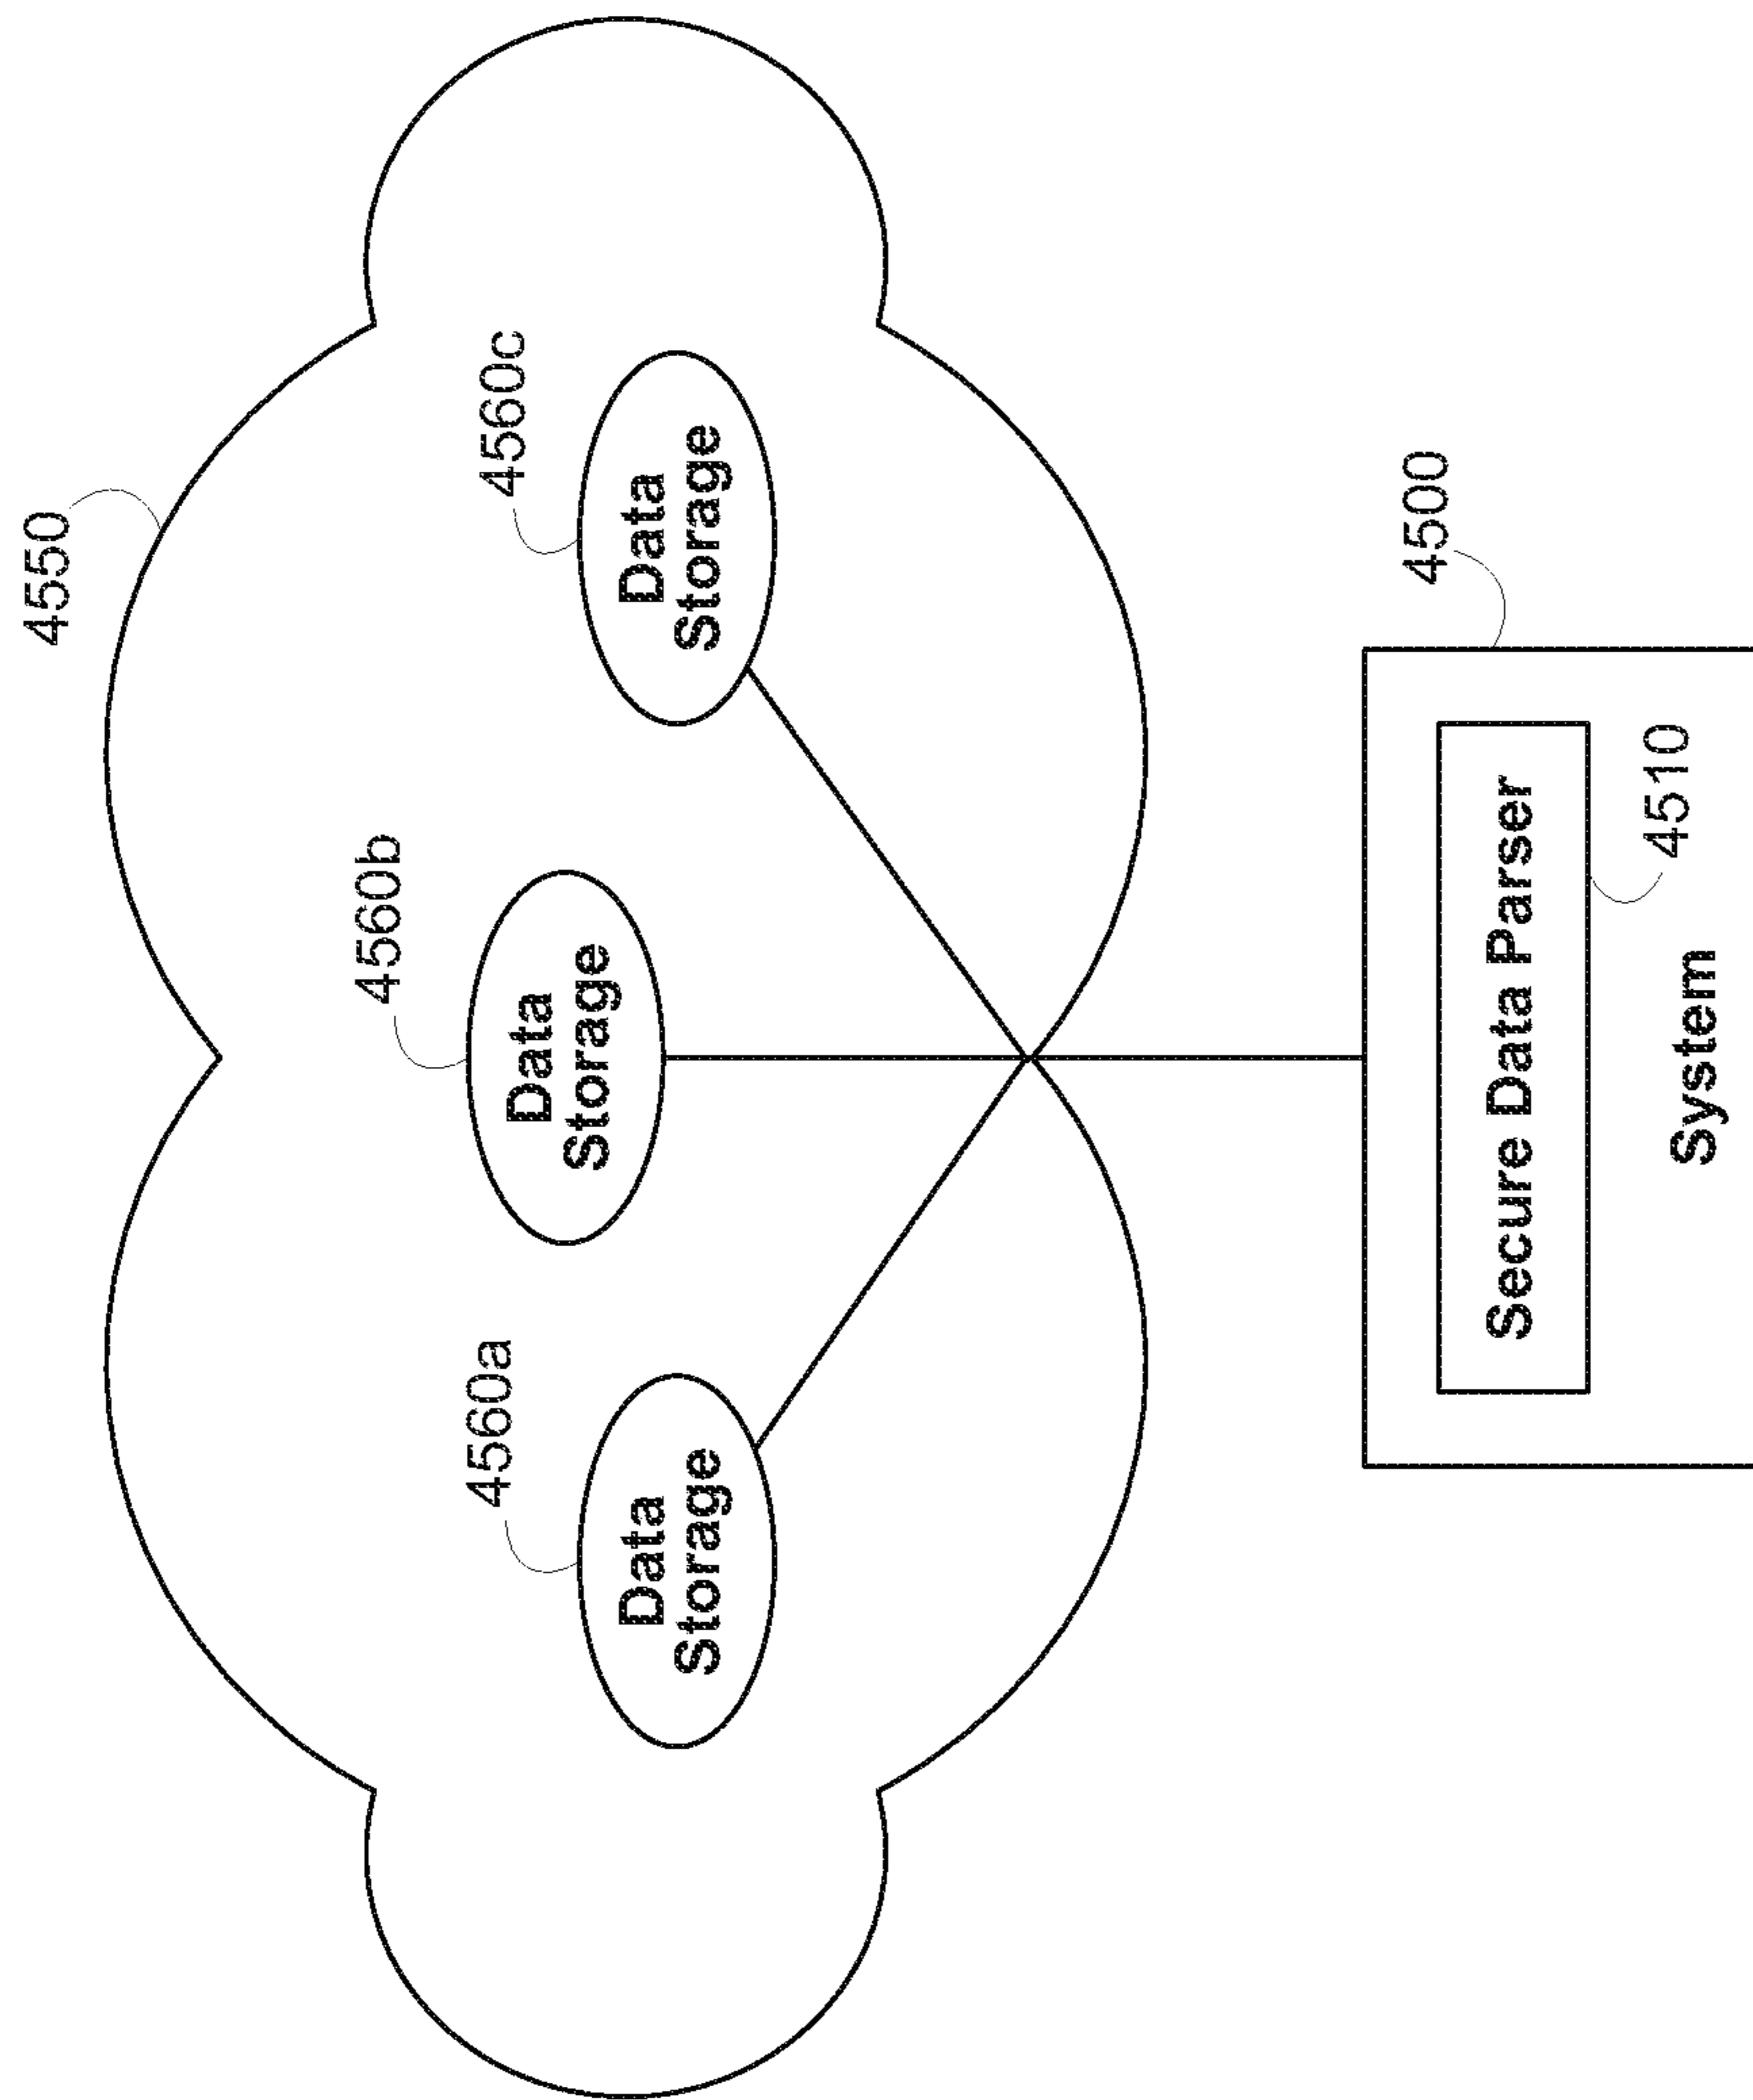 4550
4560b
Data
Storage
4560a
Data
Storage
4560c
Data
Storage
4500
Secure Data Parser
4510
System